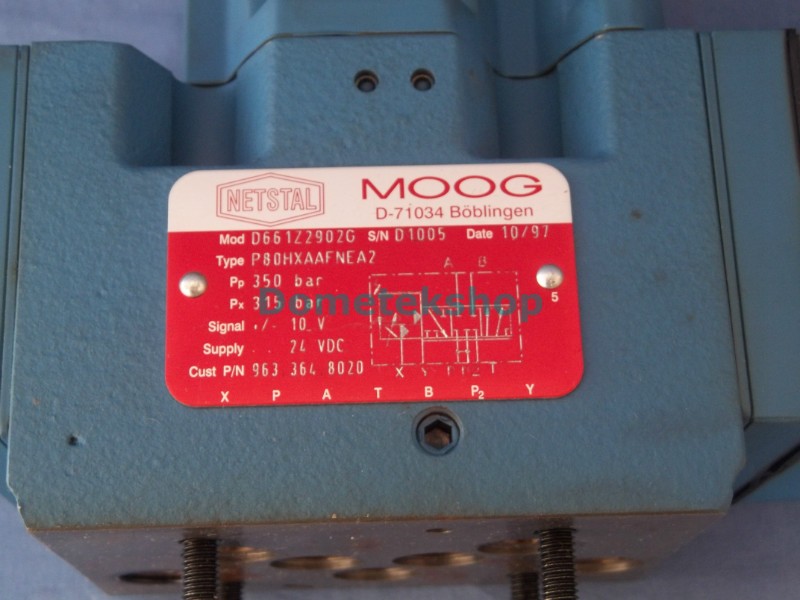 NETSTAL
MOOG
D-71034 Böblingen
Mod D661Z2902G S/N D1005 Date 10/97
Type P80HXAAFNEA2
Pp 350 bar
Px 315 bar
Signal +/- 10 V
Supply 24 VDC
Cust P/N 963 364 8020
A B
5
X T
X P A T B P2 Y
Dometekshop